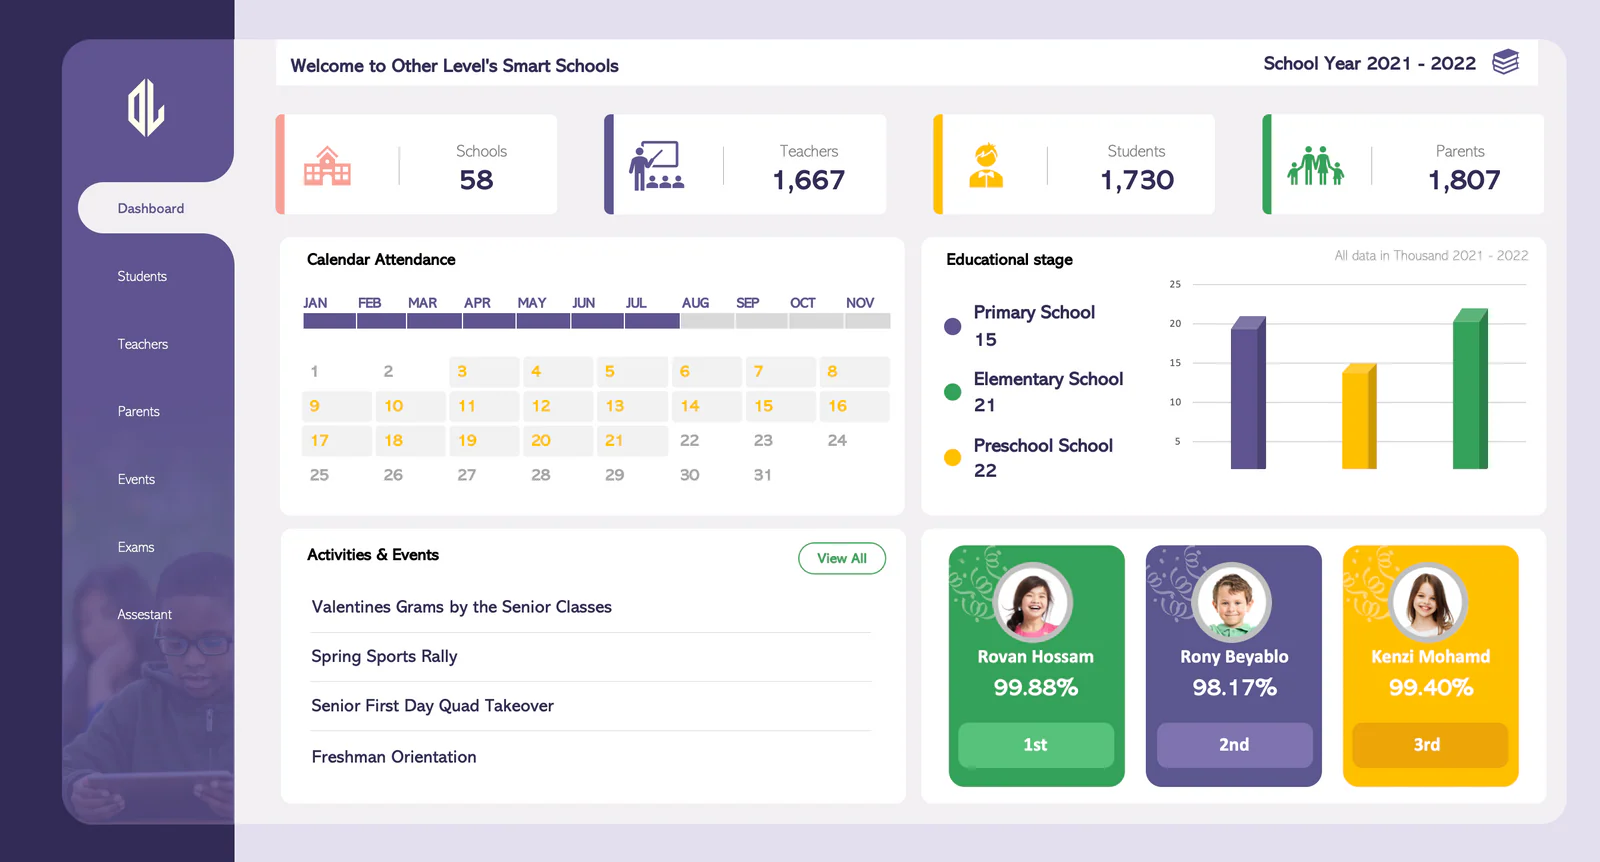 Welcome to Other Level's Smart Schools
School Year 2021 - 2022
Dashboard
Students
Teachers
Parents
Events
Exams
Assestant
Schools
58
Teachers
1,667
Students
1,730
Parents
1,807
Calendar Attendance
JAN FEB MAR APR MAY JUN JUL AUG SEP OCT NOV
1 2 3 4 5 6 7 8
9 10 11 12 13 14 15 16
17 18 19 20 21 22 23 24
25 26 27 28 29 30 31
Educational stage
All data in Thousand 2021 - 2022
Primary School
15
Elementary School
21
Preschool School
22
25
20
15
10
5
Activities & Events
View All
Valentines Grams by the Senior Classes
Spring Sports Rally
Senior First Day Quad Takeover
Freshman Orientation
Rovan Hossam
99.88%
1st
Rony Beyablo
98.17%
2nd
Kenzi Mohamd
99.40%
3rd